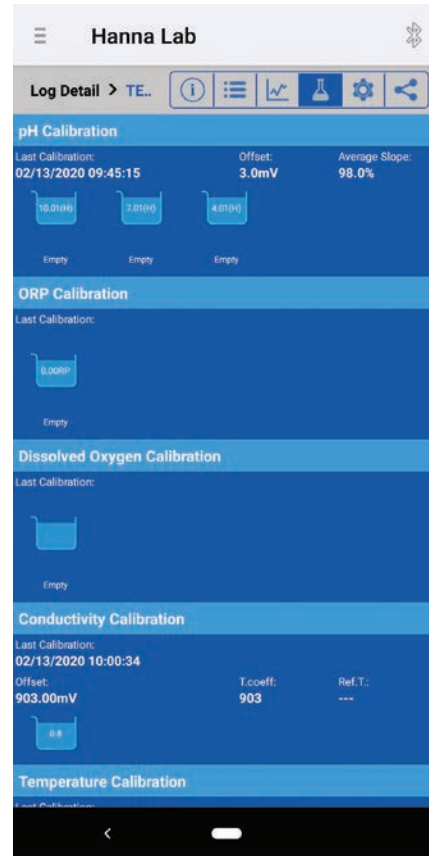 Hanna Lab
Log Detail > TE..
pH Calibration
Last Calibration: Offset: Average Slope:
02/13/2020 09:45:15 3.0mV 98.0%
10.01(H) 7.01(H) 4.01(H)
Empty Empty Empty
ORP Calibration
Last Calibration:
0.00RP
Empty
Dissolved Oxygen Calibration
Last Calibration:
Empty
Conductivity Calibration
Last Calibration:
02/13/2020 10:00:34
Offset: T.coeff: Ref.T.:
903.00mV 903 ---
0.8
Temperature Calibration
Last Calibration: